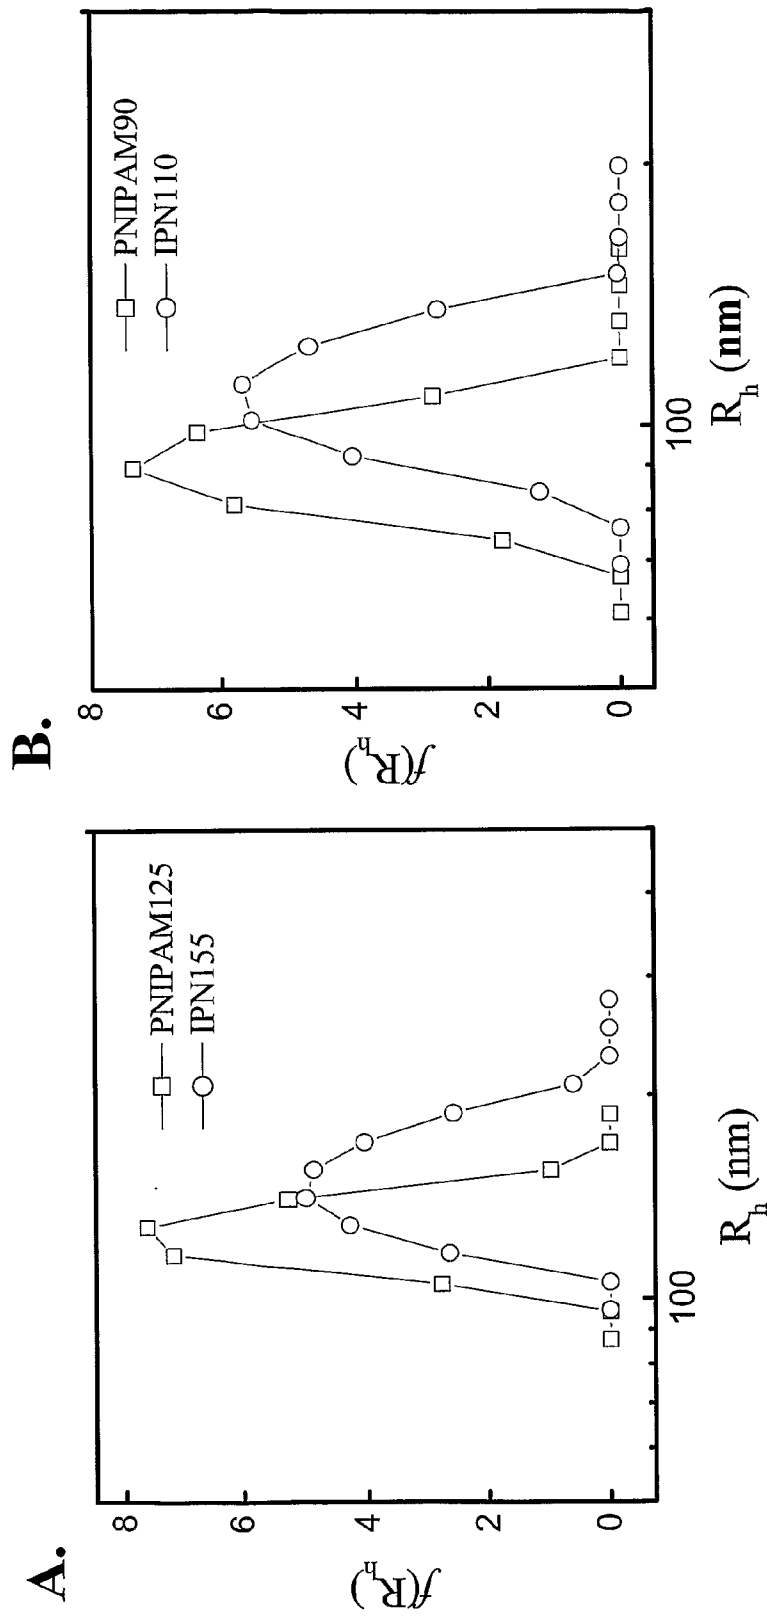 A.
PNIPAM125
IPN155
8
6
4
2
0
f(Rh)
100
Rh (nm)
B.
PNIPAM90
IPN110
8
6
4
2
0
f(Rh)
100
Rh (nm)